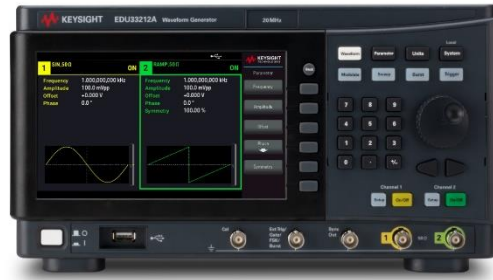 KEYSIGHT EDU33212A Waveform Generator 20 MHz
1 SIN,50Ω ON
Frequency 1.000,000,000 kHz
Amplitude 100.0 mVpp
Offset +0.000 V
Phase 0.0 °
2 RAMP,50Ω ON
Frequency 1.000,000,000 kHz
Amplitude 100.0 mVpp
Offset +0.000 V
Phase 0.0 °
Symmetry 100.00 %
KEYSIGHT
Parameter
Frequency
Amplitude
Offset
Phase
Symmetry
Local
Waveform Parameter Units System
Modulate Sweep Burst Trigger
7 8 9
4 5 6
1 2 3
0 . +/-
Channel 1 Channel 2
Setup On/Off Setup On/Off
Ext Trig/
Gate/
FSK/
Burst
Sync
Out
1 2